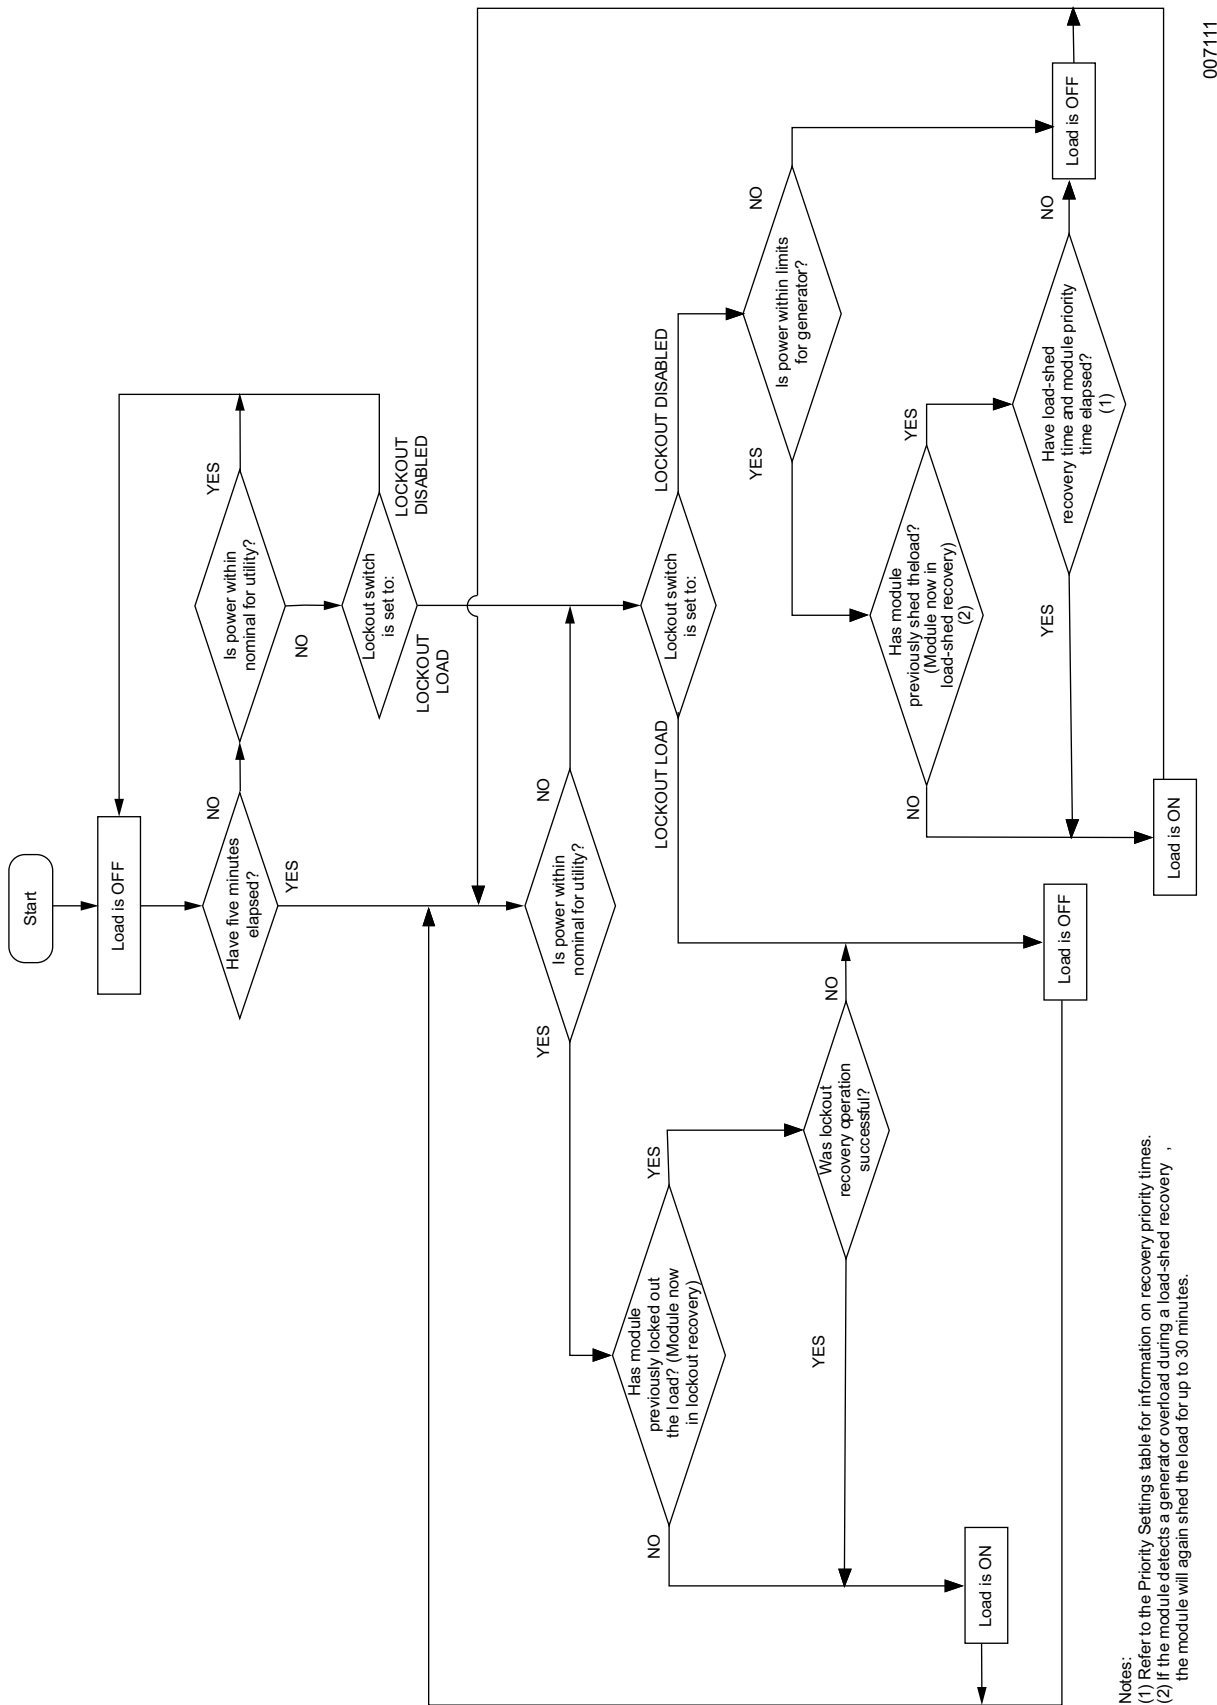 Start
Load is OFF
Have five minutes
elapsed?
NO
YES
Is power within
nominal for utility?
YES
NO
Lockout switch
is set to:
LOCKOUT
DISABLED
LOCKOUT
LOAD
Is power within
nominal for utility?
YES
NO
Lockout switch
is set to:
LOCKOUT LOAD
LOCKOUT DISABLED
Has module
previously locked out
the load? (Module now
in lockout recovery)
YES
NO
Was lockout
recovery operation
successful?
NO
YES
Load is ON
Load is OFF
Is power within limits
for generator?
NO
YES
Has module
previously shed theload?
(Module now in
load-shed recovery)
(2)
YES
NO
Have load-shed
recovery time and module priority
time elapsed?
(1)
NO
YES
Load is OFF
Load is ON
Notes:
(1) Refer to the Priority Settings table for information on recovery priority times.
(2) If the module detects a generator overload during a load-shed recovery ,
the module will again shed the load for up to 30 minutes.
007111